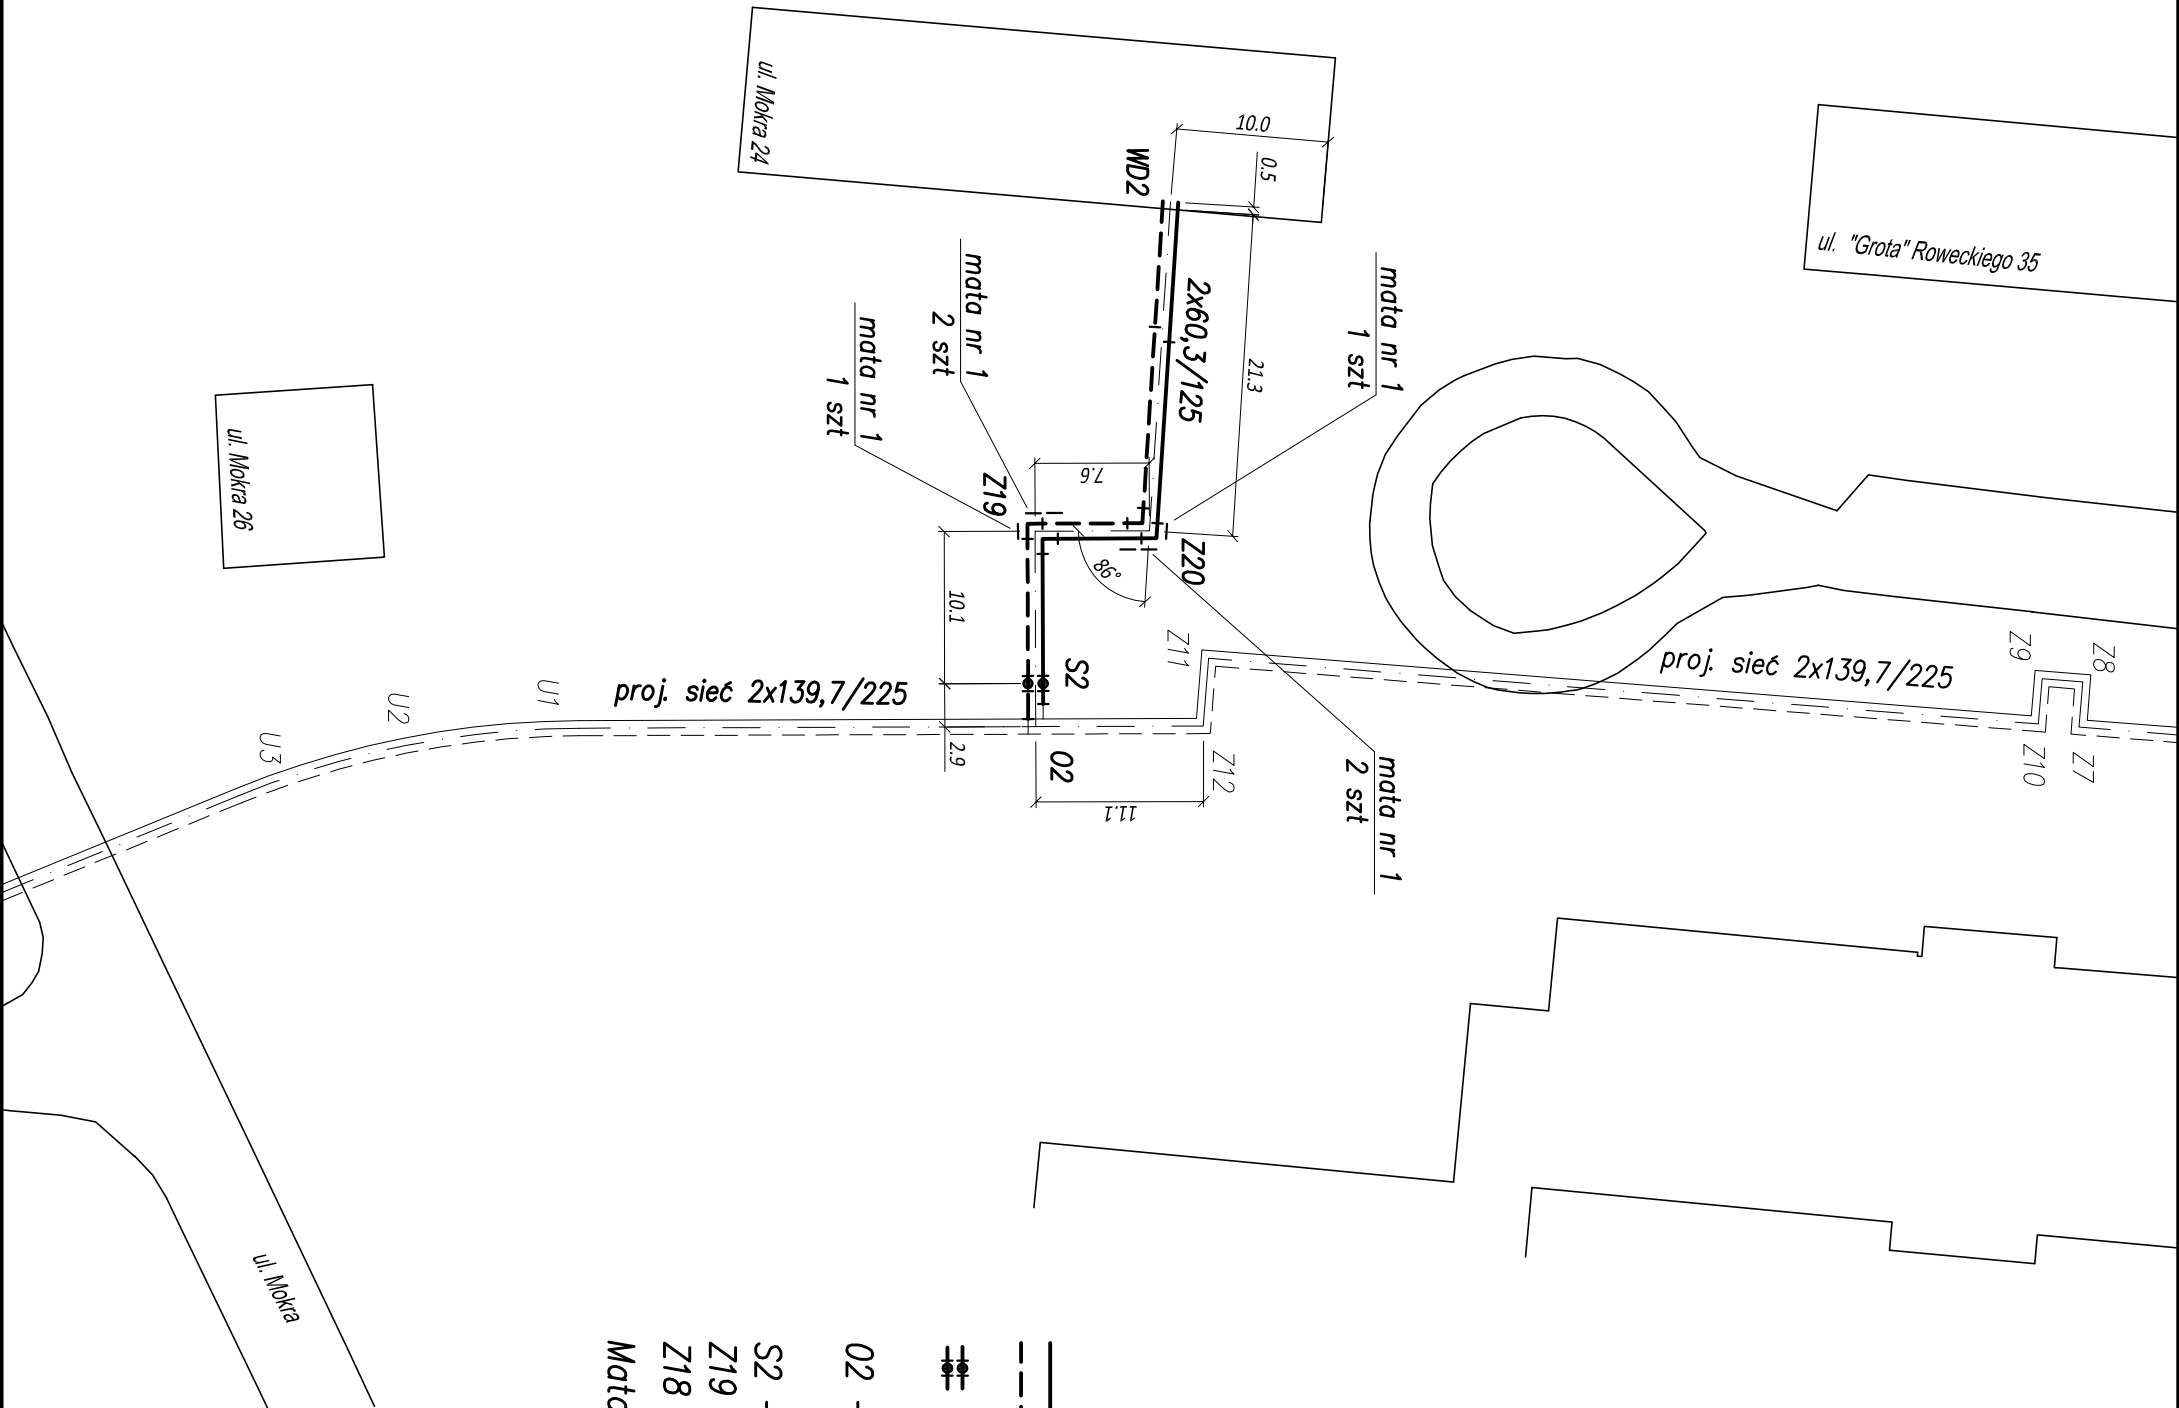 ul. Mokra 24
10.0
0.5
WD2
ul. "Grota" Roweckiego 35
2x60,3/125
21.3
mata nr 1
1 szt
mata nr 1
2 szt
mata nr 1
1 szt
ul. Mokra 26
7.6
Z19
Z20
86°
10.1
S2
Z11
proj. sieć 2x139,7/225
Z9
Z8
proj. sieć 2x139,7/225
U1
U2
U3
2.9
O2
Z12
Z10
Z7
11.1
mata nr 1
2 szt
ul. Mokra
O2 -
S2 -
Z19
Z18
Mata